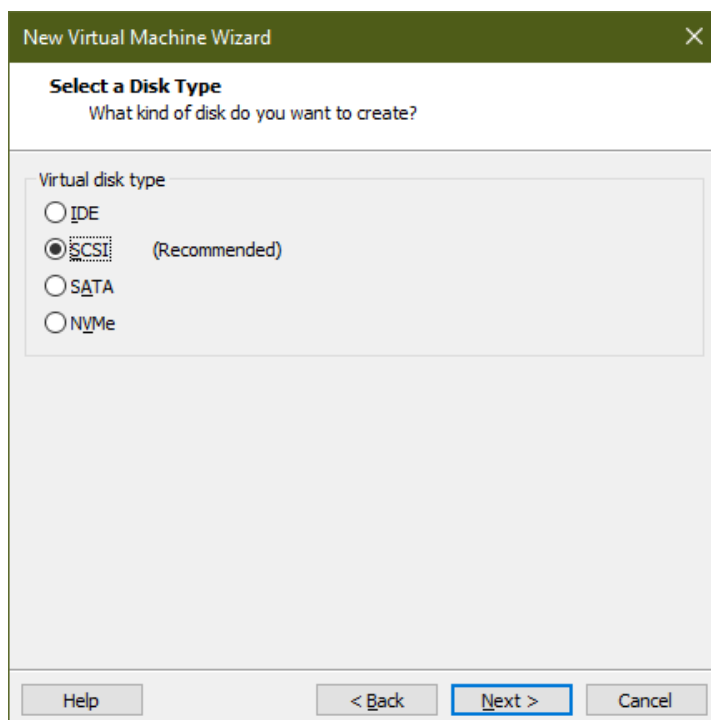 New Virtual Machine Wizard
Select a Disk Type
What kind of disk do you want to create?
Virtual disk type
IDE
SCSI (Recommended)
SATA
NVMe
Help < Back Next > Cancel